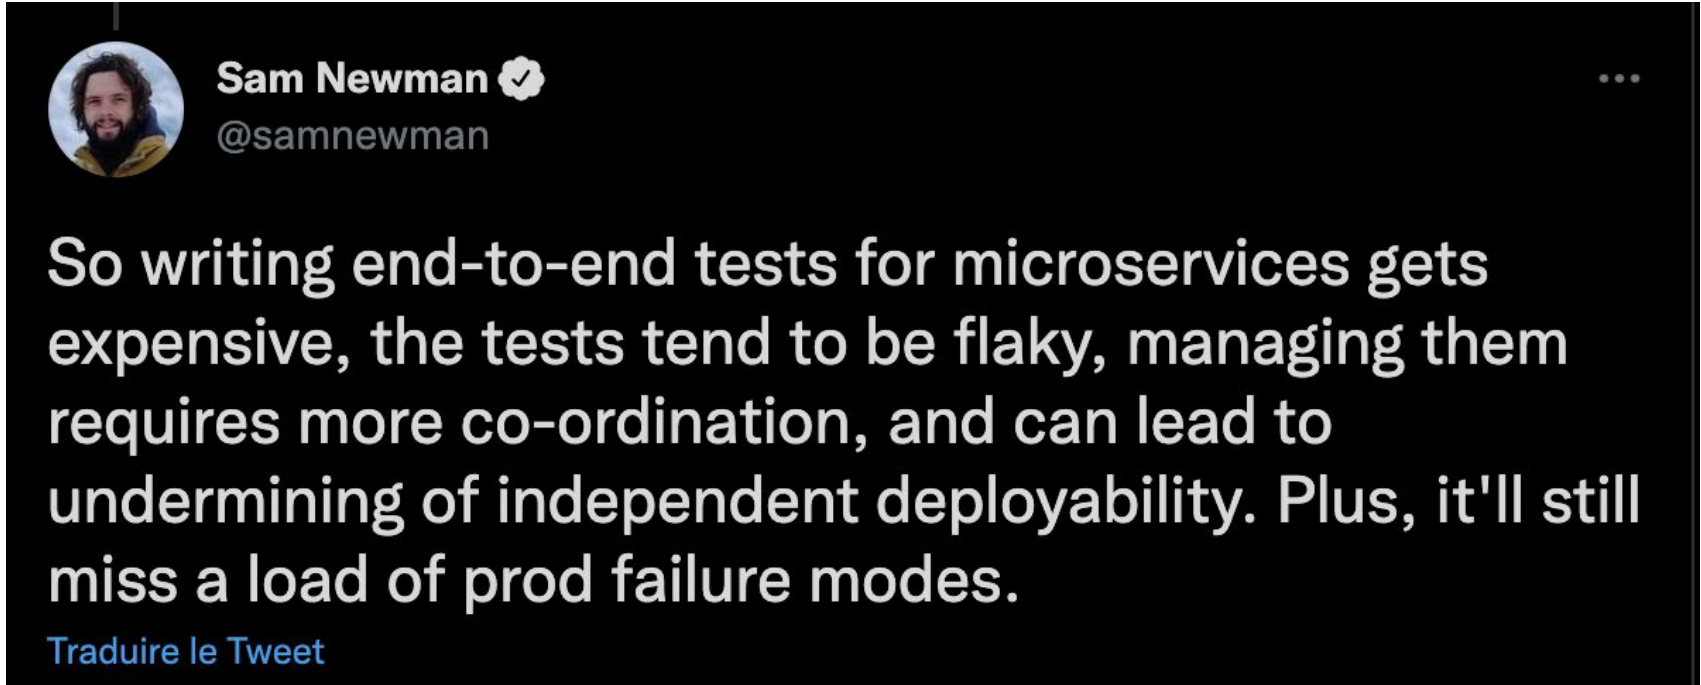 Sam Newman
@samnewman
So writing end-to-end tests for microservices gets
expensive, the tests tend to be flaky, managing them
requires more co-ordination, and can lead to
undermining of independent deployability. Plus, it'll still
miss a load of prod failure modes.
Traduire le Tweet